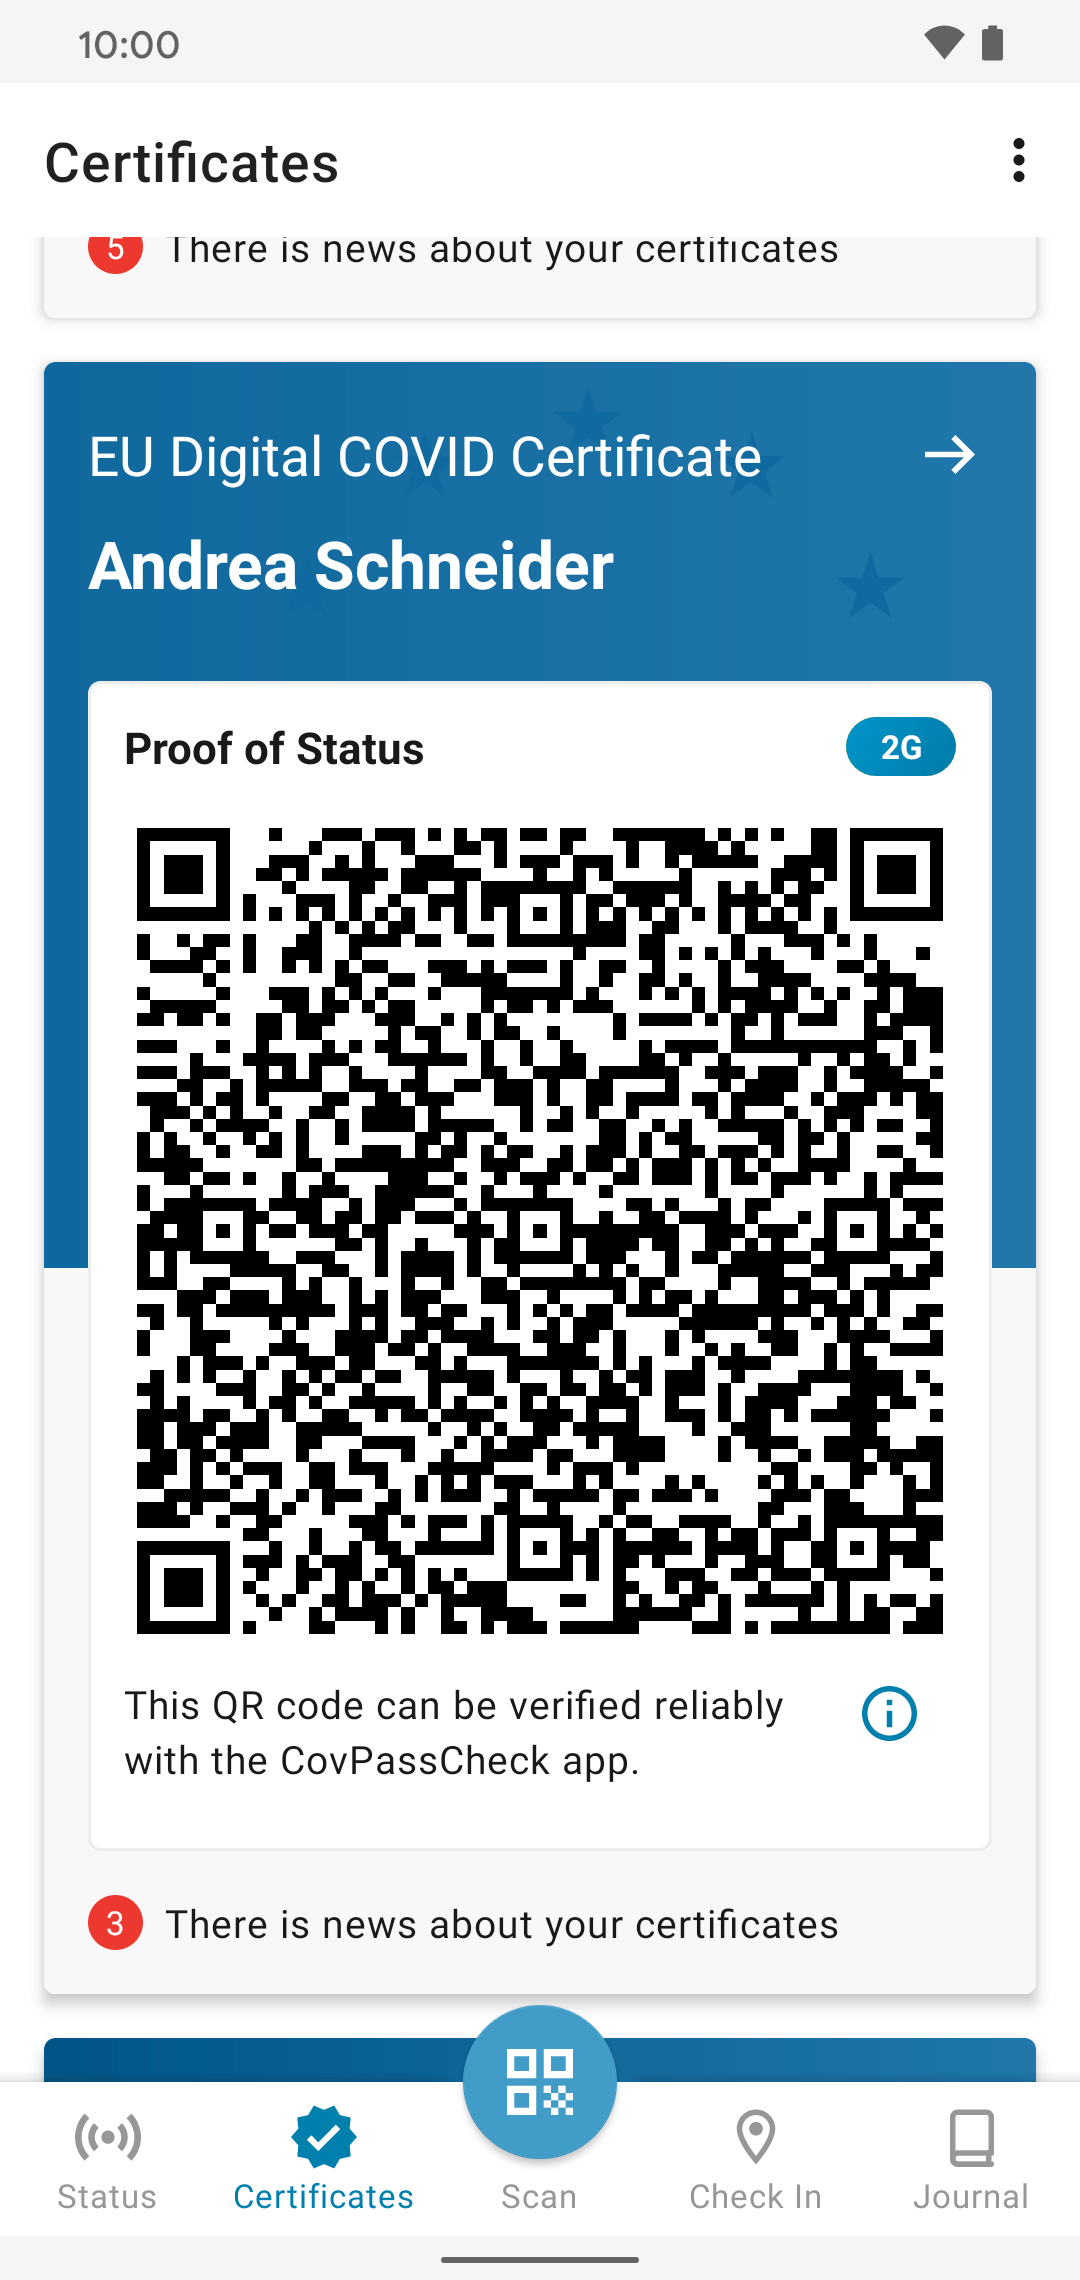 10:00
Certificates
5 There is news about your certificates
EU Digital COVID Certificate
Andrea Schneider
Proof of Status
2G
This QR code can be verified reliably
with the CovPassCheck app.
3 There is news about your certificates
Status
Certificates
Scan
Check In
Journal